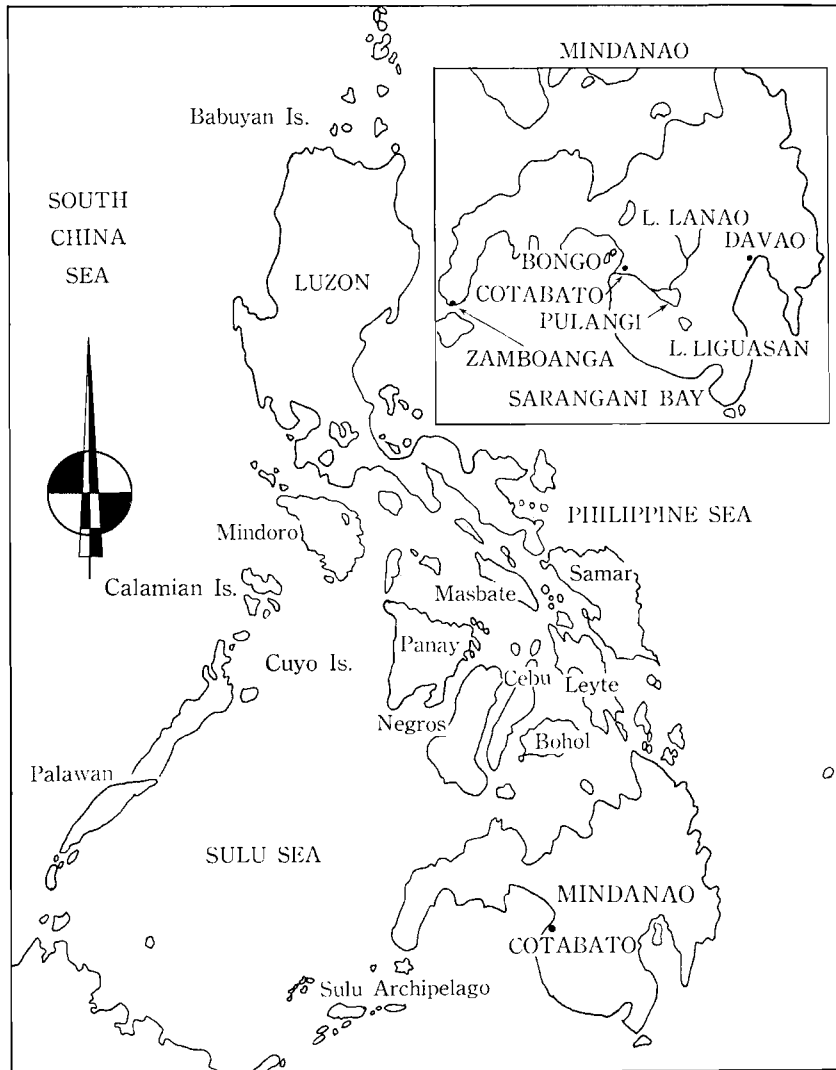 MINDANAO
Babuyan Is.
SOUTH
CHINA
SEA
LUZON
L. LANAO
DAVAO
BONGO
COTABATO
PULANGI
L. LIGUASAN
ZAMBOANGA
SARANGANI BAY
PHILIPPINE SEA
Mindoro
Samar
Calamian Is.
Masbate
Panay
Cuyo Is.
Cebu
Leyte
Negros
Bohol
Palawan
SULU SEA
MINDANAO
COTABATO
Sulu Archipelago